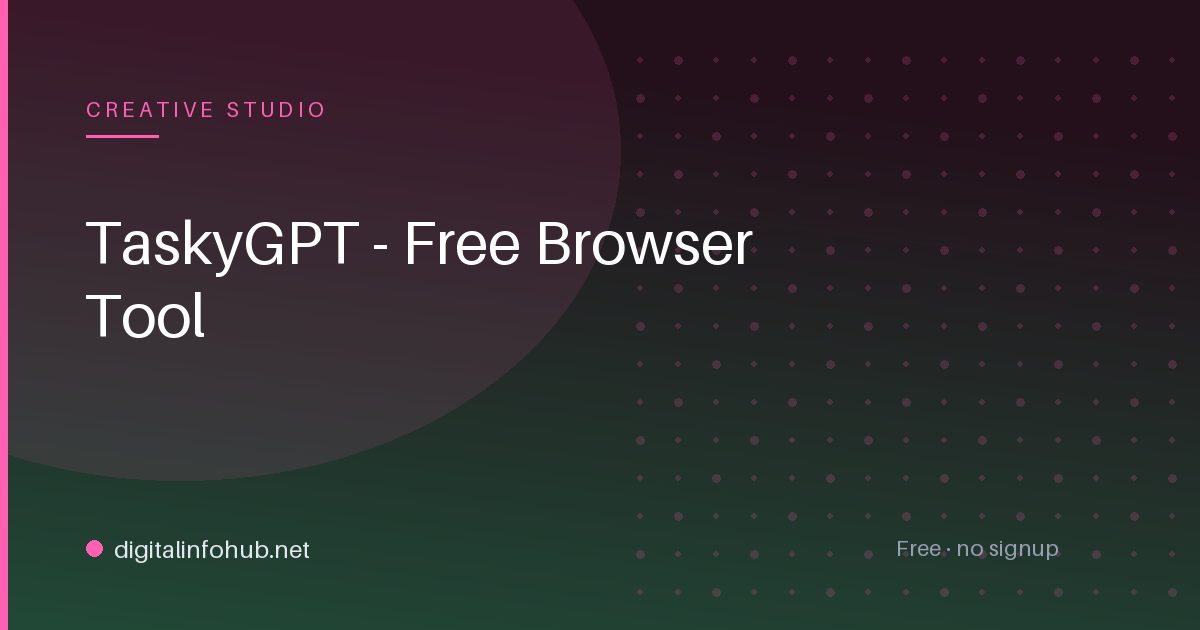 CREATIVE STUDIO
TaskyGPT - Free Browser
Tool
digitalinfohub.net
Free · no signup